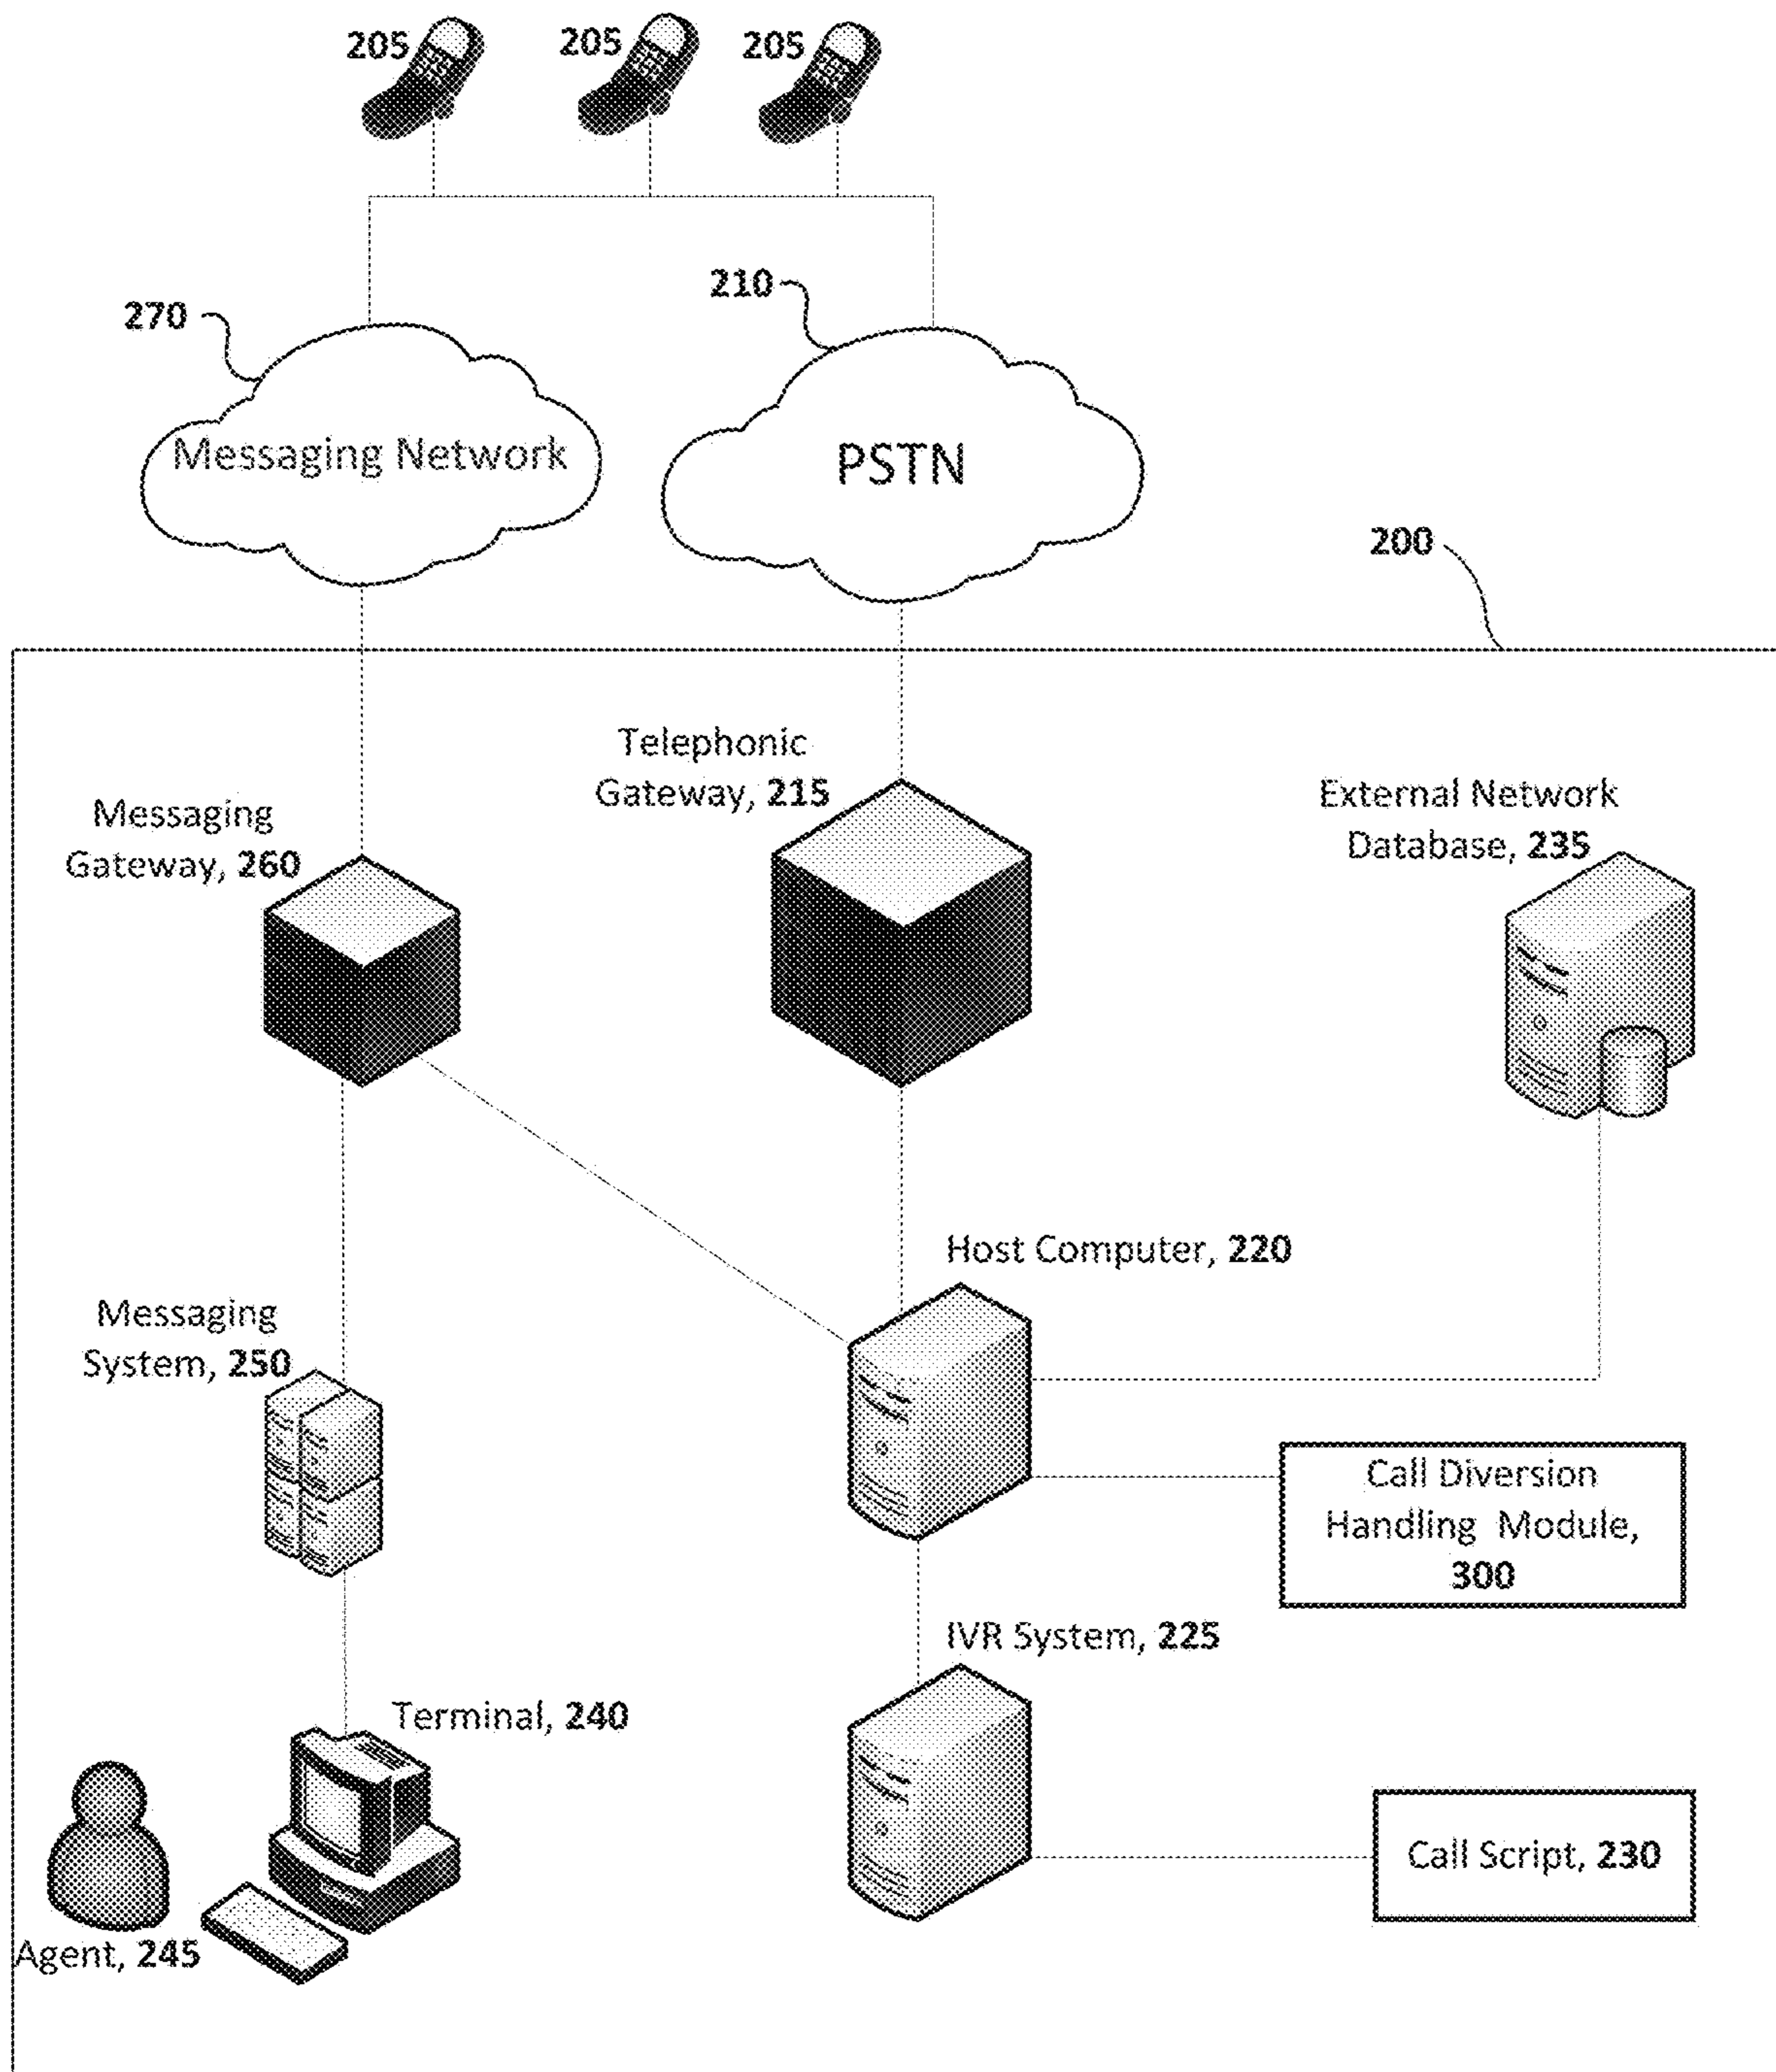 205
205
205
270
210
Messaging Network
PSTN
200
Telephonic
Gateway, 215
Messaging
Gateway, 260
External Network
Database, 235
Host Computer, 220
Messaging
System, 250
Call Diversion
Handling Module,
300
IVR System, 225
Terminal, 240
Call Script, 230
Agent, 245